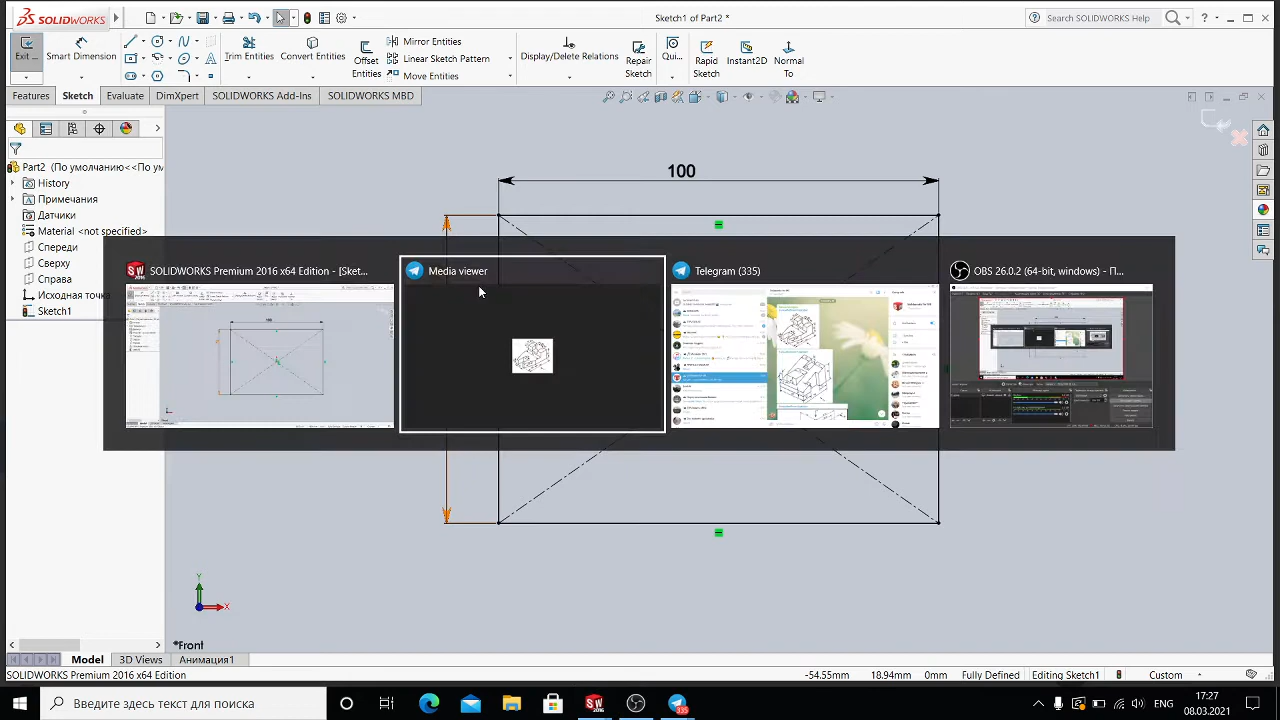 SOLIDWORKS
Sketch1 of Part2 *
Search SOLIDWORKS Help
Exit ...
Smart Dimension
Trim Entities
Convert Entities
Offset Entities
Mirror Entities
Linear Sketch Pattern
Move Entities
Display/Delete Relations
Repair Sketch
Qui...
Rapid Sketch
Instant2D
Normal To
Features
Sketch
Evaluate
DimXpert
SOLIDWORKS Add-Ins
SOLIDWORKS MBD
Part2 (По умолчанию<<По ум
History
Примечания
Датчики
Material <not specified>
Спереди
Сверху
Справа
Исходная точка
Sketch1
100
SOLIDWORKS Premium 2016 x64 Edition - [Sket...
Media viewer
Telegram (335)
OBS 26.0.2 (64-bit, windows) - П...
Y
X
*Front
Model
3D Views
Анимация1
SOLIDWORKS Premium 2016 x64 Edition
-54.55mm
18.94mm
0mm
Fully Defined
Editing Sketch1
Custom
Введите здесь текст для поиска
335
ENG
17:27
08.03.2021